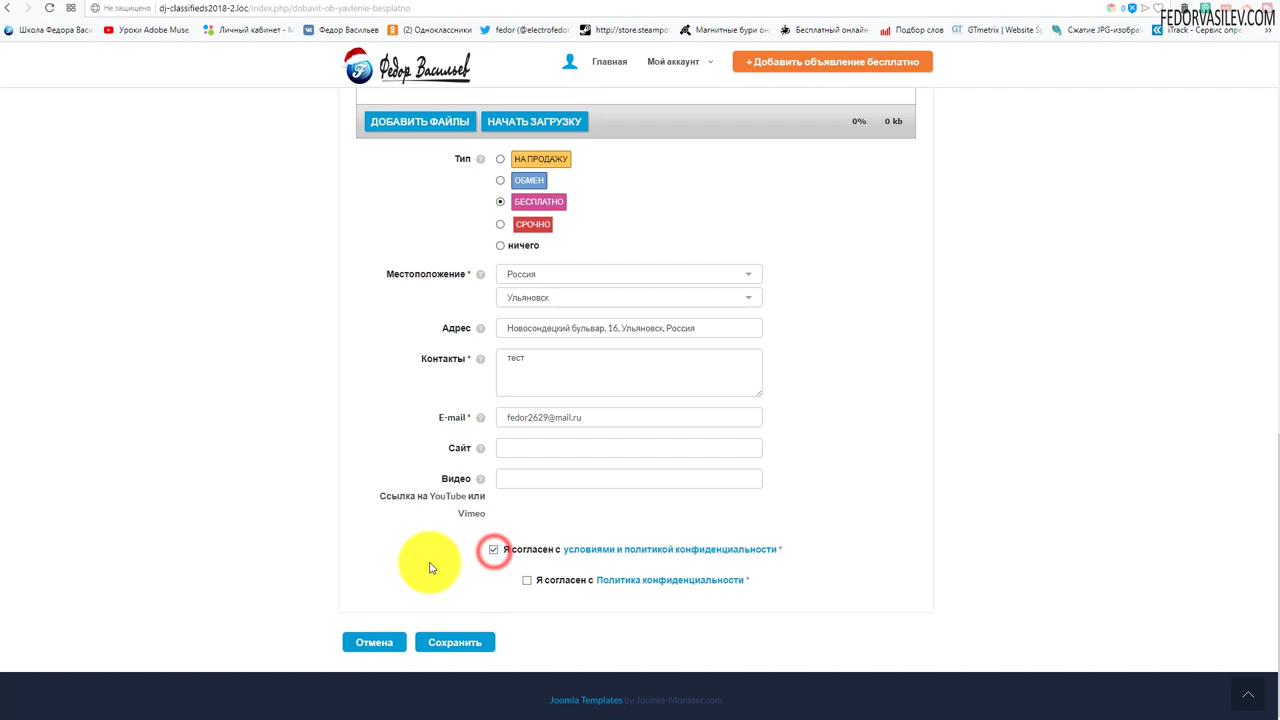 Не защищено dj-classifieds2018-2.loc/index.php/dobavit-ob-yavlenie-besplatno
FEDORVASILEV.COM
Школа Федора Васи. Уроки Adobe Muse, Личный кабинет - М Федор Васильев (2) Одноклассники fedor (@electrofedor) http://store.steampo Магнитные бури он Бесплатный онлайн Подбор слов GTmetrix | Website S Сжатие JPG-изобра iTrack - Сервис опре
Федор Васильев Главная Мой аккаунт + Добавить объявление бесплатно
ДОБАВИТЬ ФАЙЛЫ НАЧАТЬ ЗАГРУЗКУ 0% 0 kb
Тип ? НА ПРОДАЖУ
ОБМЕН
БЕСПЛАТНО
СРОЧНО
ничего
Местоположение * ? Россия
Ульяновск
Адрес ? Новосондецкий бульвар, 16, Ульяновск, Россия
Контакты * ? тест
E-mail * ? fedor2629@mail.ru
Сайт ?
Видео ?
Ссылка на YouTube или
Vimeo
Я согласен с условиями и политикой конфиденциальности *
Я согласен с Политика конфиденциальности *
Отмена Сохранить
Joomla Templates by Joomla-Monster.com